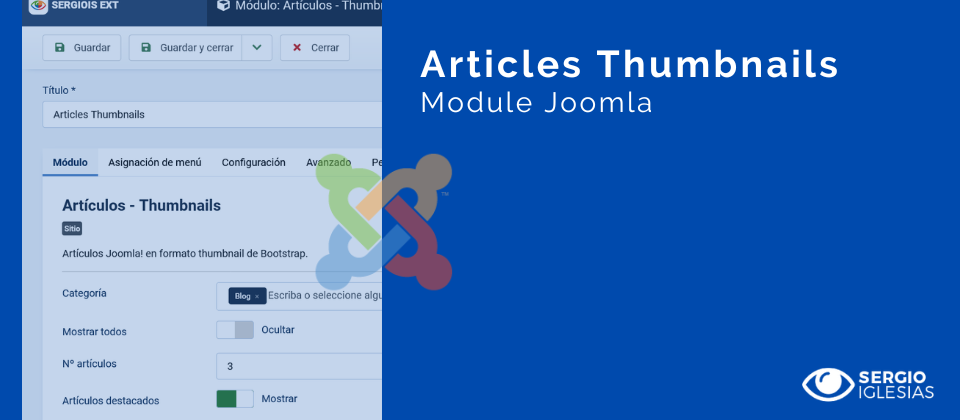 SERGIOIS EXT
Módulo: Artículos - Thumbn
Guardar
Guardar y cerrar
Cerrar
Título *
Articles Thumbnails
Módulo
Asignación de menú
Configuración
Avanzado
Pe
Artículos - Thumbnails
Sitio
Artículos Joomla! en formato thumbnail de Bootstrap.
Categoría
Blog ×
Escriba o seleccione algu
Mostrar todos
Ocultar
Nº artículos
3
Artículos destacados
Mostrar
Articles Thumbnails
Module Joomla
TM
SERGIO
IGLESIAS